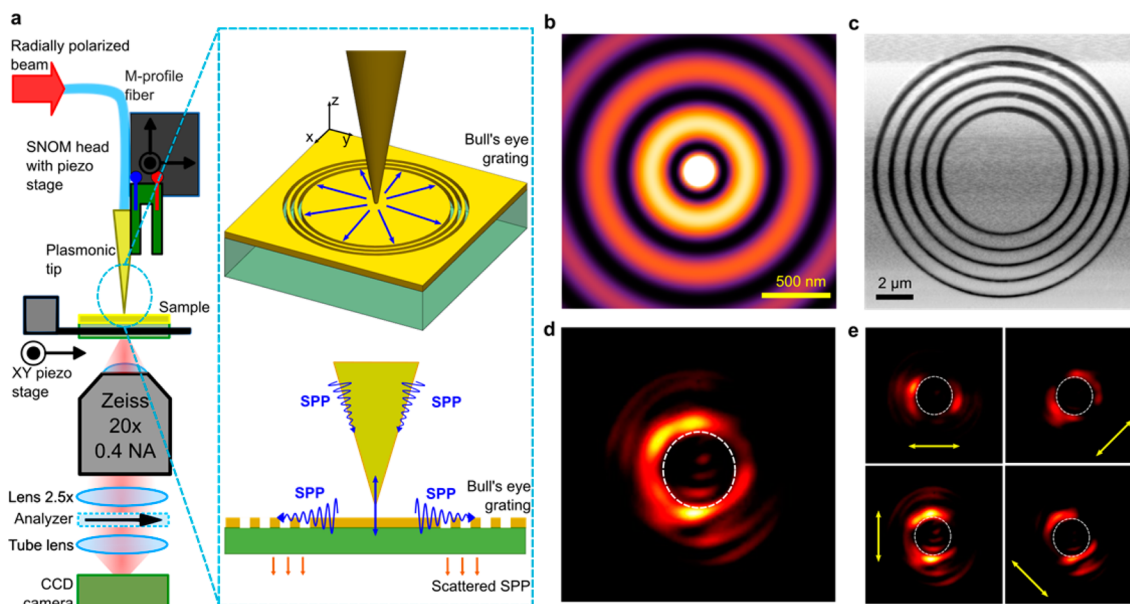 a
Radially polarized
beam
M-profile
fiber
SNOM head
with piezo
stage
Plasmonic
tip
Sample
XY piezo
stage
Zeiss
20x
0.4 NA
Lens 2.5x
Analyzer
Tube lens
CCD
camera
z
x
y
Bull's eye
grating
SPP
SPP
SPP
SPP
Bull's eye
grating
Scattered SPP
b
500 nm
c
2 µm
d
e